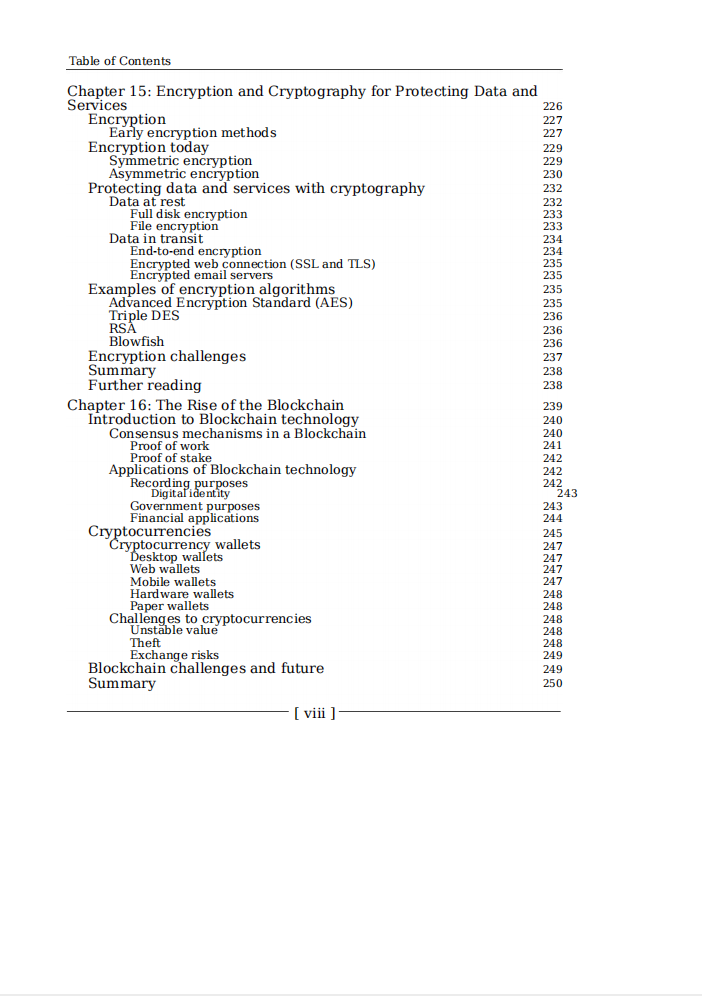 Table of Contents
Chapter 15: Encryption and Cryptography for Protecting Data and
Services 226
Encryption 227
Early encryption methods 227
Encryption today 229
Symmetric encryption 229
Asymmetric encryption 230
Protecting data and services with cryptography 232
Data at rest 232
Full disk encryption 233
File encryption 233
Data in transit 234
End-to-end encryption 234
Encrypted web connection (SSL and TLS) 235
Encrypted email servers 235
Examples of encryption algorithms 235
Advanced Encryption Standard (AES) 235
Triple DES 236
RSA 236
Blowfish 236
Encryption challenges 237
Summary 238
Further reading 238
Chapter 16: The Rise of the Blockchain 239
Introduction to Blockchain technology 240
Consensus mechanisms in a Blockchain 240
Proof of work 241
Proof of stake 242
Applications of Blockchain technology 242
Recording purposes 242
Digital identity 243
Government purposes 243
Financial applications 244
Cryptocurrencies 245
Cryptocurrency wallets 247
Desktop wallets 247
Web wallets 247
Mobile wallets 247
Hardware wallets 248
Paper wallets 248
Challenges to cryptocurrencies 248
Unstable value 248
Theft 248
Exchange risks 249
Blockchain challenges and future 249
Summary 250
[ viii ]